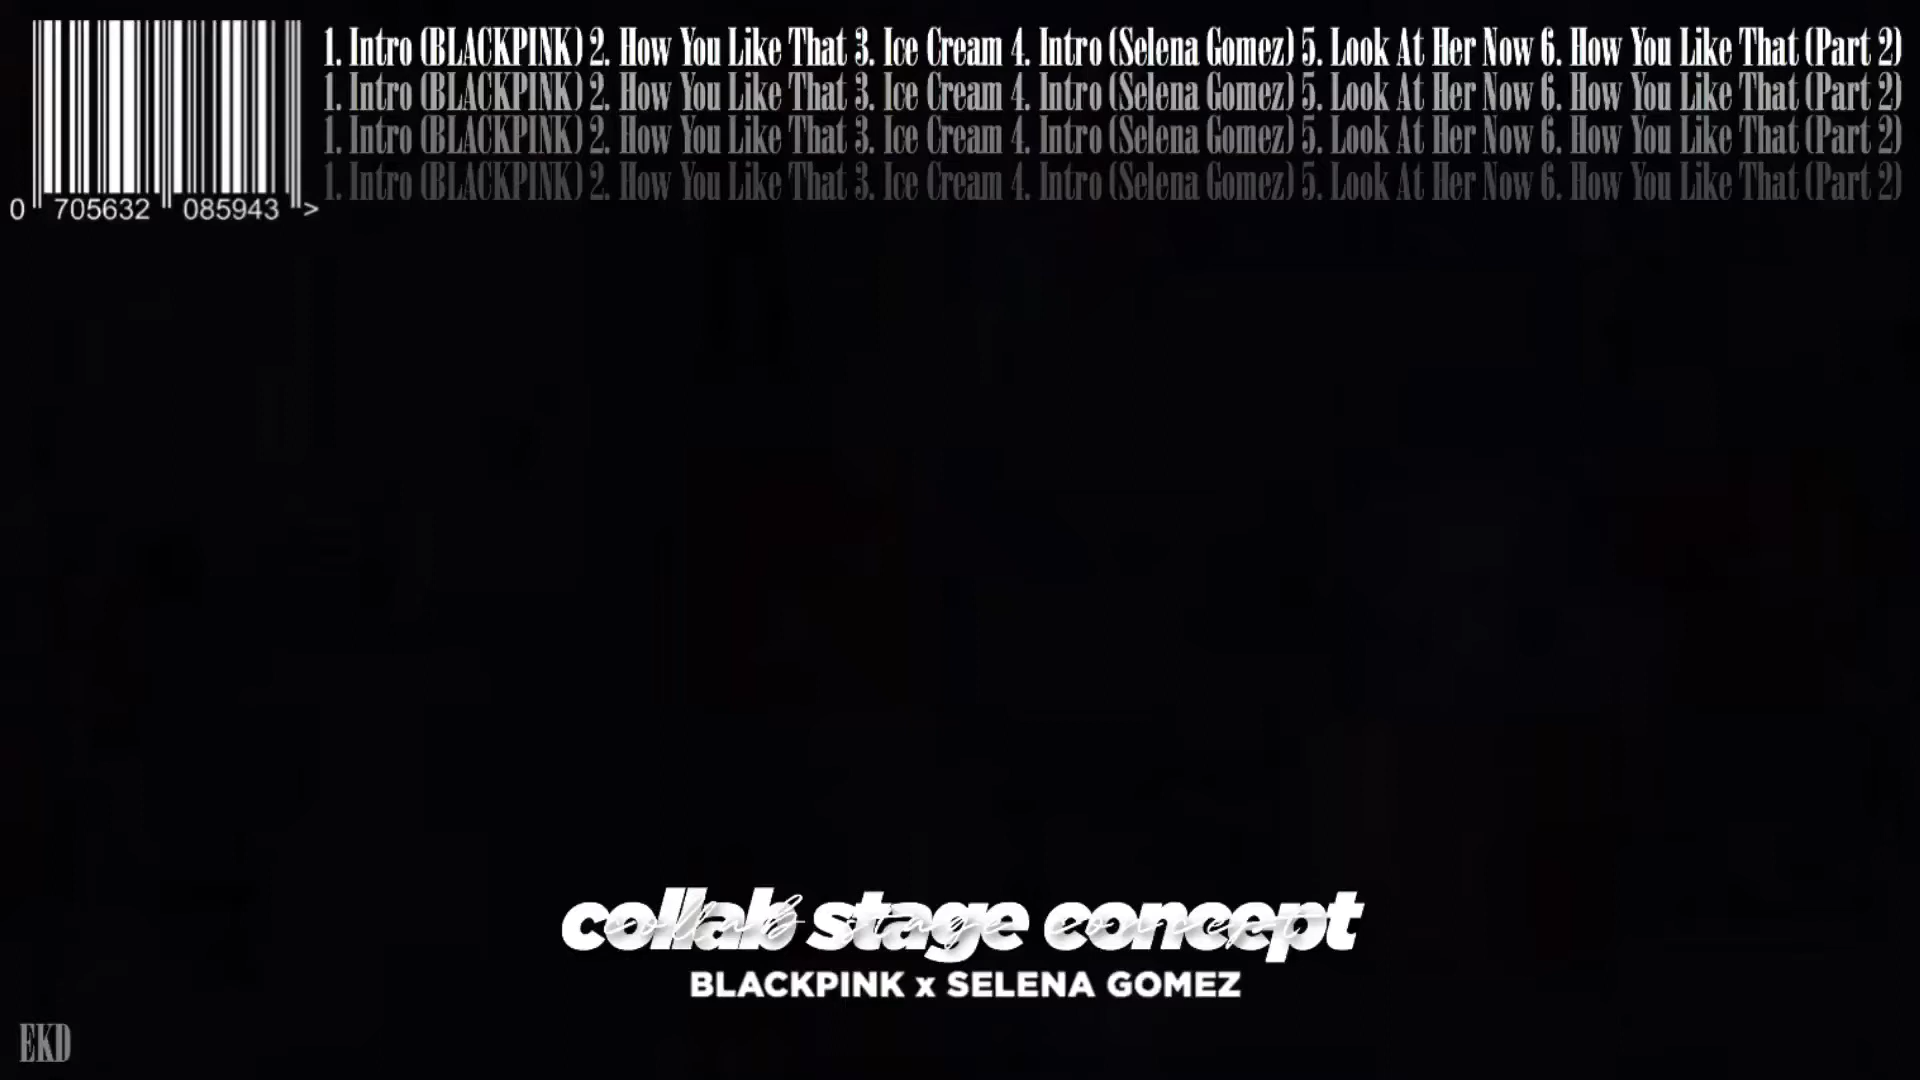 1. Intro (BLACKPINK) 2. How You Like That 3. Ice Cream 4. Intro (Selena Gomez) 5. Look At Her Now 6. How You Like That (Part 2)
1. Intro (BLACKPINK) 2. How You Like That 3. Ice Cream 4. Intro (Selena Gomez) 5. Look At Her Now 6. How You Like That (Part 2)
1. Intro (BLACKPINK) 2. How You Like That 3. Ice Cream 4. Intro (Selena Gomez) 5. Look At Her Now 6. How You Like That (Part 2)
1. Intro (BLACKPINK) 2. How You Like That 3. Ice Cream 4. Intro (Selena Gomez) 5. Look At Her Now 6. How You Like That (Part 2)
0 705632 085943 >
collab stage concept
collab stage concept
BLACKPINK x SELENA GOMEZ
EKD